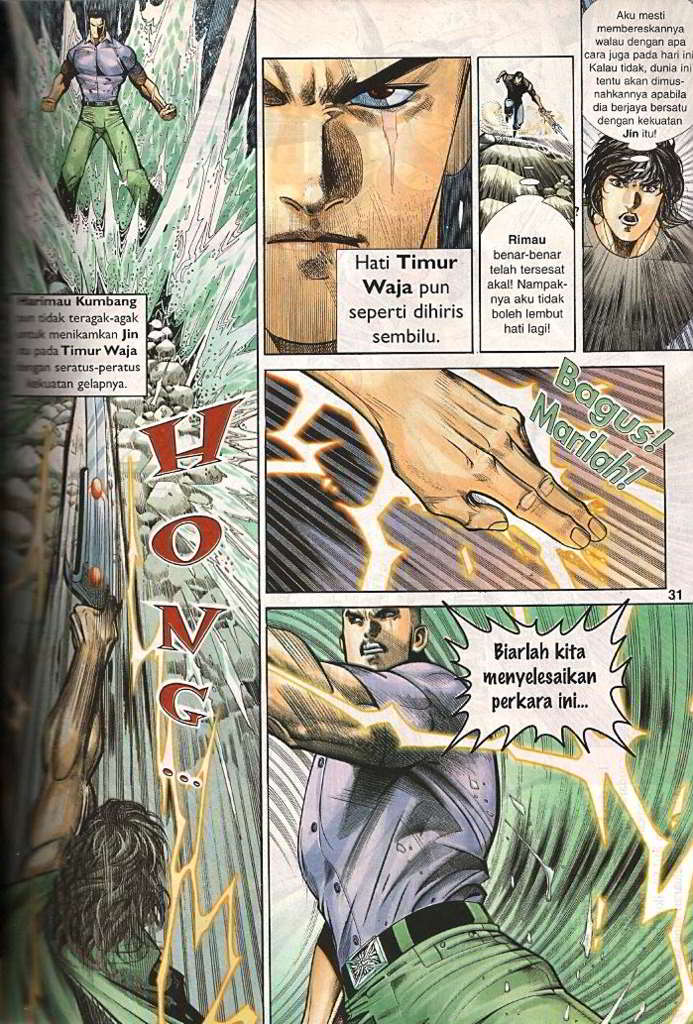 Harimau Kumbang
pun tidak teragak-agak
untuk menikamkan Jin
itu pada Timur Waja
dengan seratus-peratus
kekuatan gelapnya.
HONG...
Hati Timur
Waja pun
seperti dihiris
sembilu.
Rimau
benar-benar
telah tersesat
akal! Nampak-
nya aku tidak
boleh lembut
hati lagi!
?
Aku mesti
membereskannya
walau dengan apa
cara juga pada hari ini
Kalau tidak, dunia ini
tentu akan dimus-
nahkannya apabila
dia berjaya bersatu
dengan kekuatan
Jin itu!
Bagus!
Marilah!
31
Biarlah kita
menyelesaikan
perkara ini...